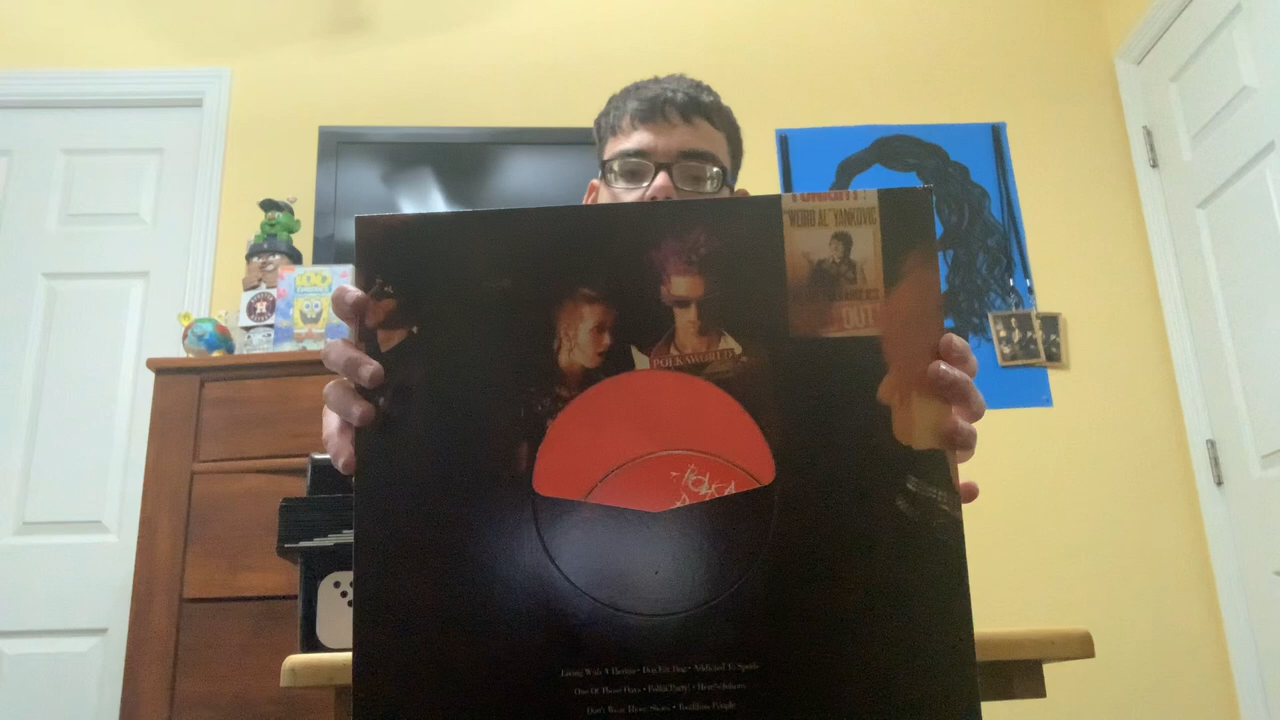 TONIGHT!
"WEIRD AL" YANKOVIC
OUT
POLKAWORLD
POLKA
H
Living With A Hernia • Dog Eat Dog • Addicted To Spuds
One Of Those Days • Polka Party! • Here's Johnny
Don't Wear Those Shoes • Toothless People